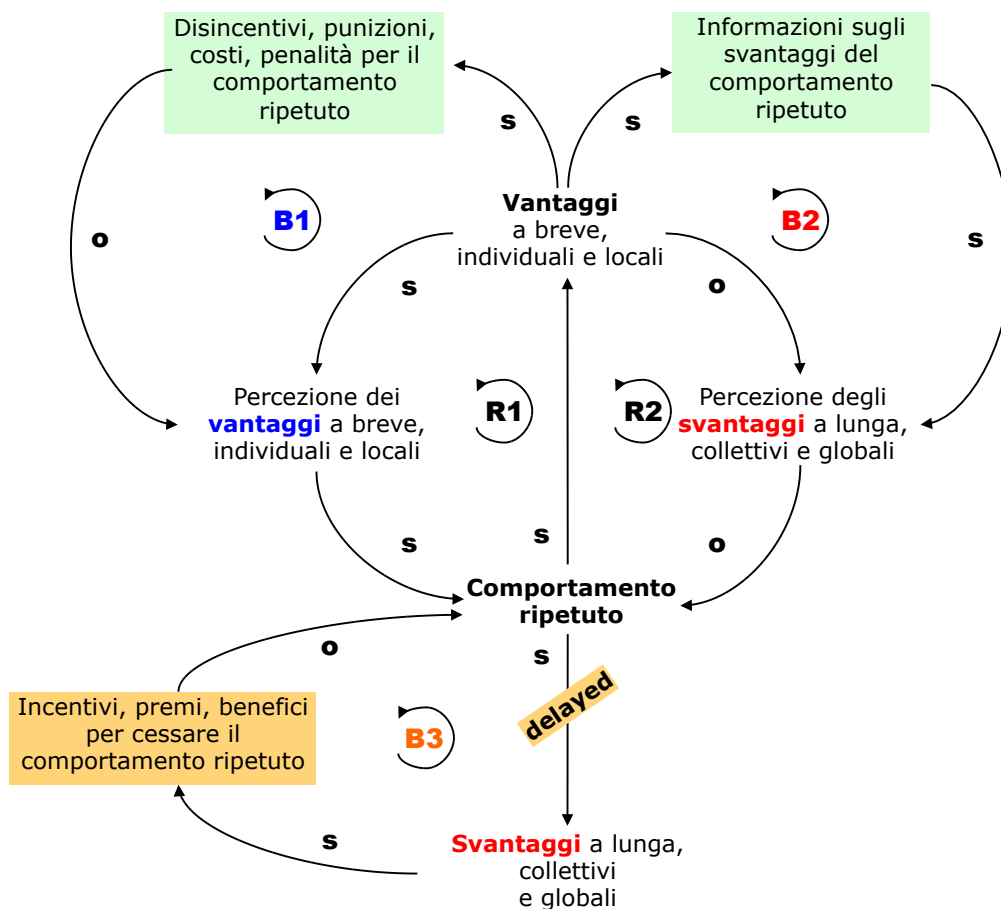 Disincentivi, punizioni,
costi, penalità per il
comportamento
ripetuto
Informazioni sugli
svantaggi del
comportamento
ripetuto
s
s
Vantaggi
a breve,
individuali e locali
B1
B2
o
s
s
o
Percezione dei
vantaggi a breve,
individuali e locali
R1
R2
Percezione degli
svantaggi a lunga,
collettivi e globali
s
s
o
Comportamento
ripetuto
o
s
delayed
Incentivi, premi, benefici
per cessare il
comportamento ripetuto
B3
s
Svantaggi a lunga,
collettivi
e globali